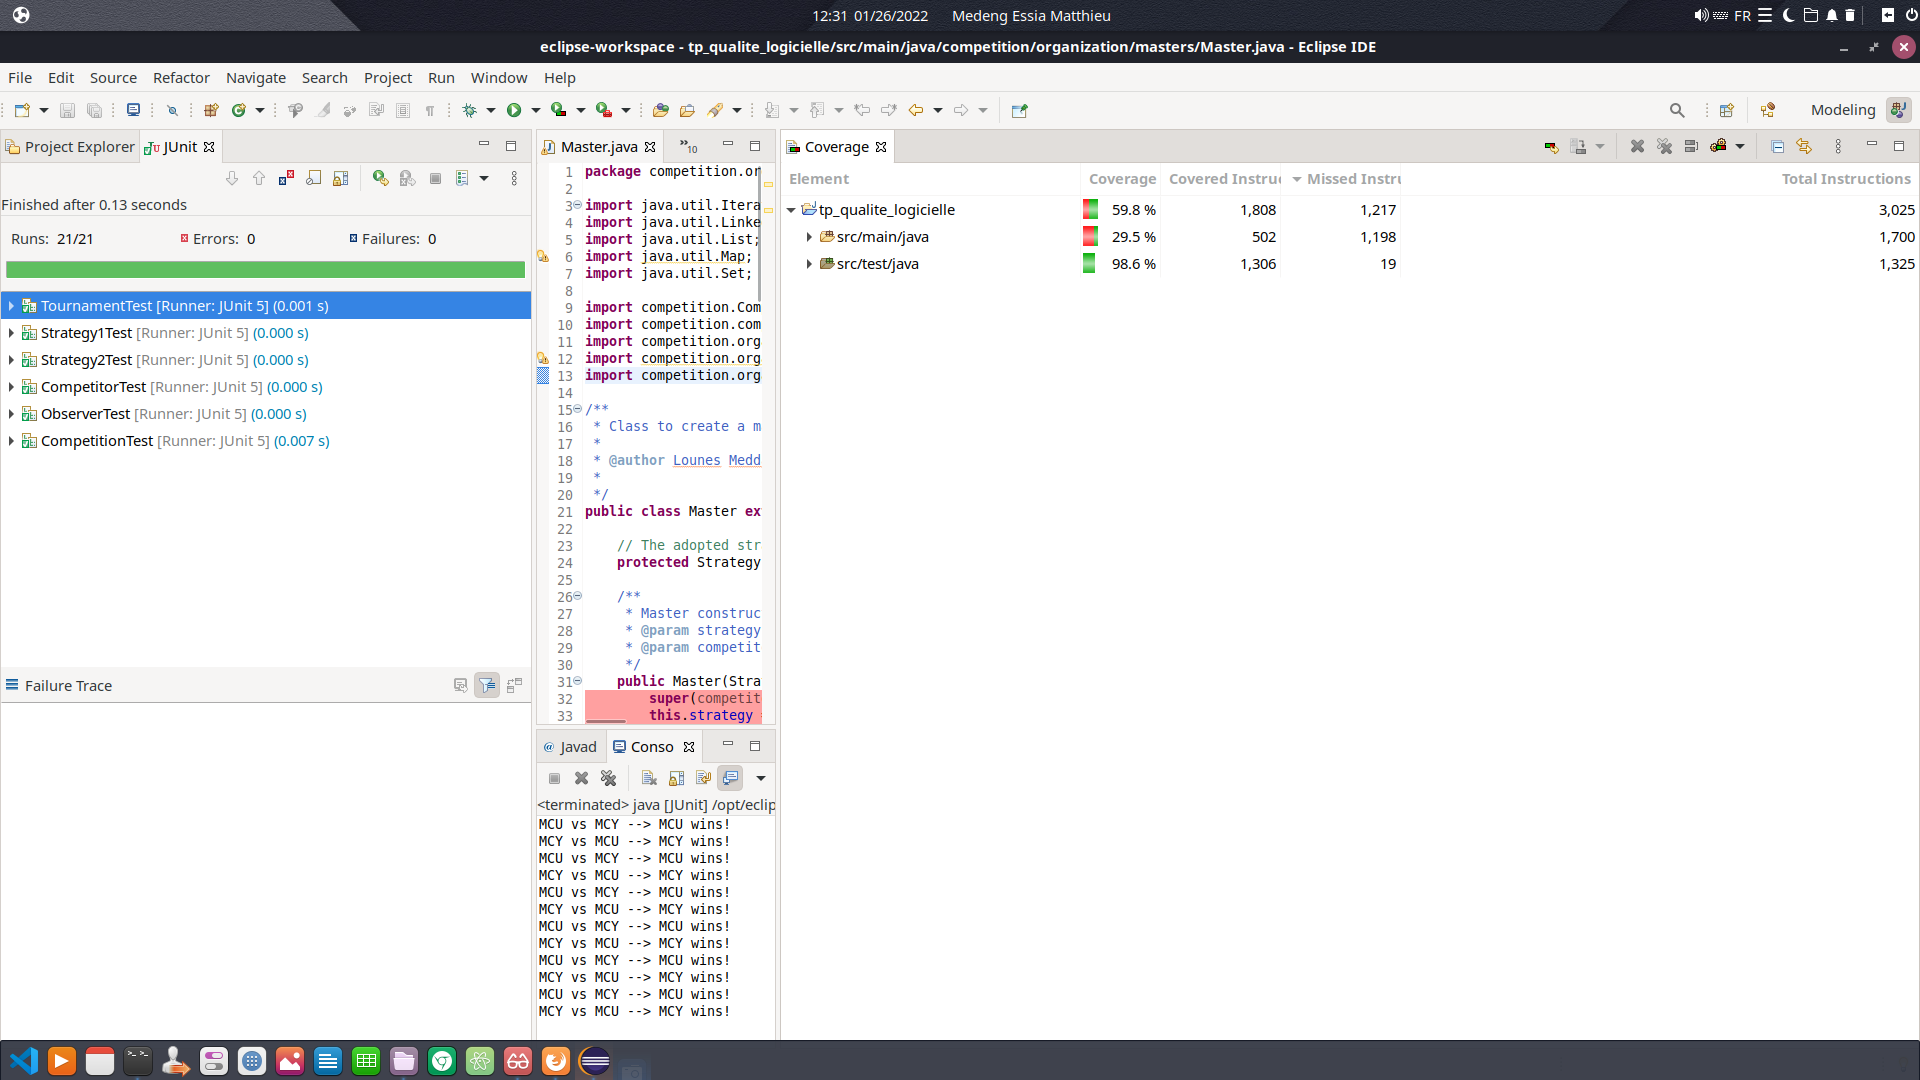 12:31 01/26/2022 Medeng Essia Matthieu FR
eclipse-workspace - tp_qualite_logicielle/src/main/java/competition/organization/masters/Master.java - Eclipse IDE
File Edit Source Refactor Navigate Search Project Run Window Help
Modeling
Project Explorer JUnit
Finished after 0.13 seconds
Runs: 21/21 Errors: 0 Failures: 0
TournamentTest [Runner: JUnit 5] (0.001 s)
Strategy1Test [Runner: JUnit 5] (0.000 s)
Strategy2Test [Runner: JUnit 5] (0.000 s)
CompetitorTest [Runner: JUnit 5] (0.000 s)
ObserverTest [Runner: JUnit 5] (0.000 s)
CompetitionTest [Runner: JUnit 5] (0.007 s)
Failure Trace
Master.java »10
1 package competition.or
2
3 import java.util.Itera
4 import java.util.Linke
5 import java.util.List;
6 import java.util.Map;
7 import java.util.Set;
8
9 import competition.Com
10 import competition.com
11 import competition.org
12 import competition.org
13 import competition.org
14
15 /**
16 * Class to create a m
17 *
18 * @author Lounes Medd
19 *
20 */
21 public class Master ex
22
23 // The adopted str
24 protected Strategy
25
26 /**
27 * Master construc
28 * @param strategy
29 * @param competit
30 */
31 public Master(Stra
32 super(competit
33 this.strategy
Javad Conso
<terminated> java [JUnit] /opt/eclip
MCU vs MCY --> MCU wins!
MCY vs MCU --> MCY wins!
MCU vs MCY --> MCU wins!
MCY vs MCU --> MCY wins!
MCU vs MCY --> MCU wins!
MCY vs MCU --> MCY wins!
MCU vs MCY --> MCU wins!
MCY vs MCU --> MCY wins!
MCU vs MCY --> MCU wins!
MCY vs MCU --> MCY wins!
MCU vs MCY --> MCU wins!
MCY vs MCU --> MCY wins!
Coverage
Element Coverage Covered Instru Missed Instru Total Instructions
tp_qualite_logicielle 59.8 % 1,808 1,217 3,025
src/main/java 29.5 % 502 1,198 1,700
src/test/java 98.6 % 1,306 19 1,325